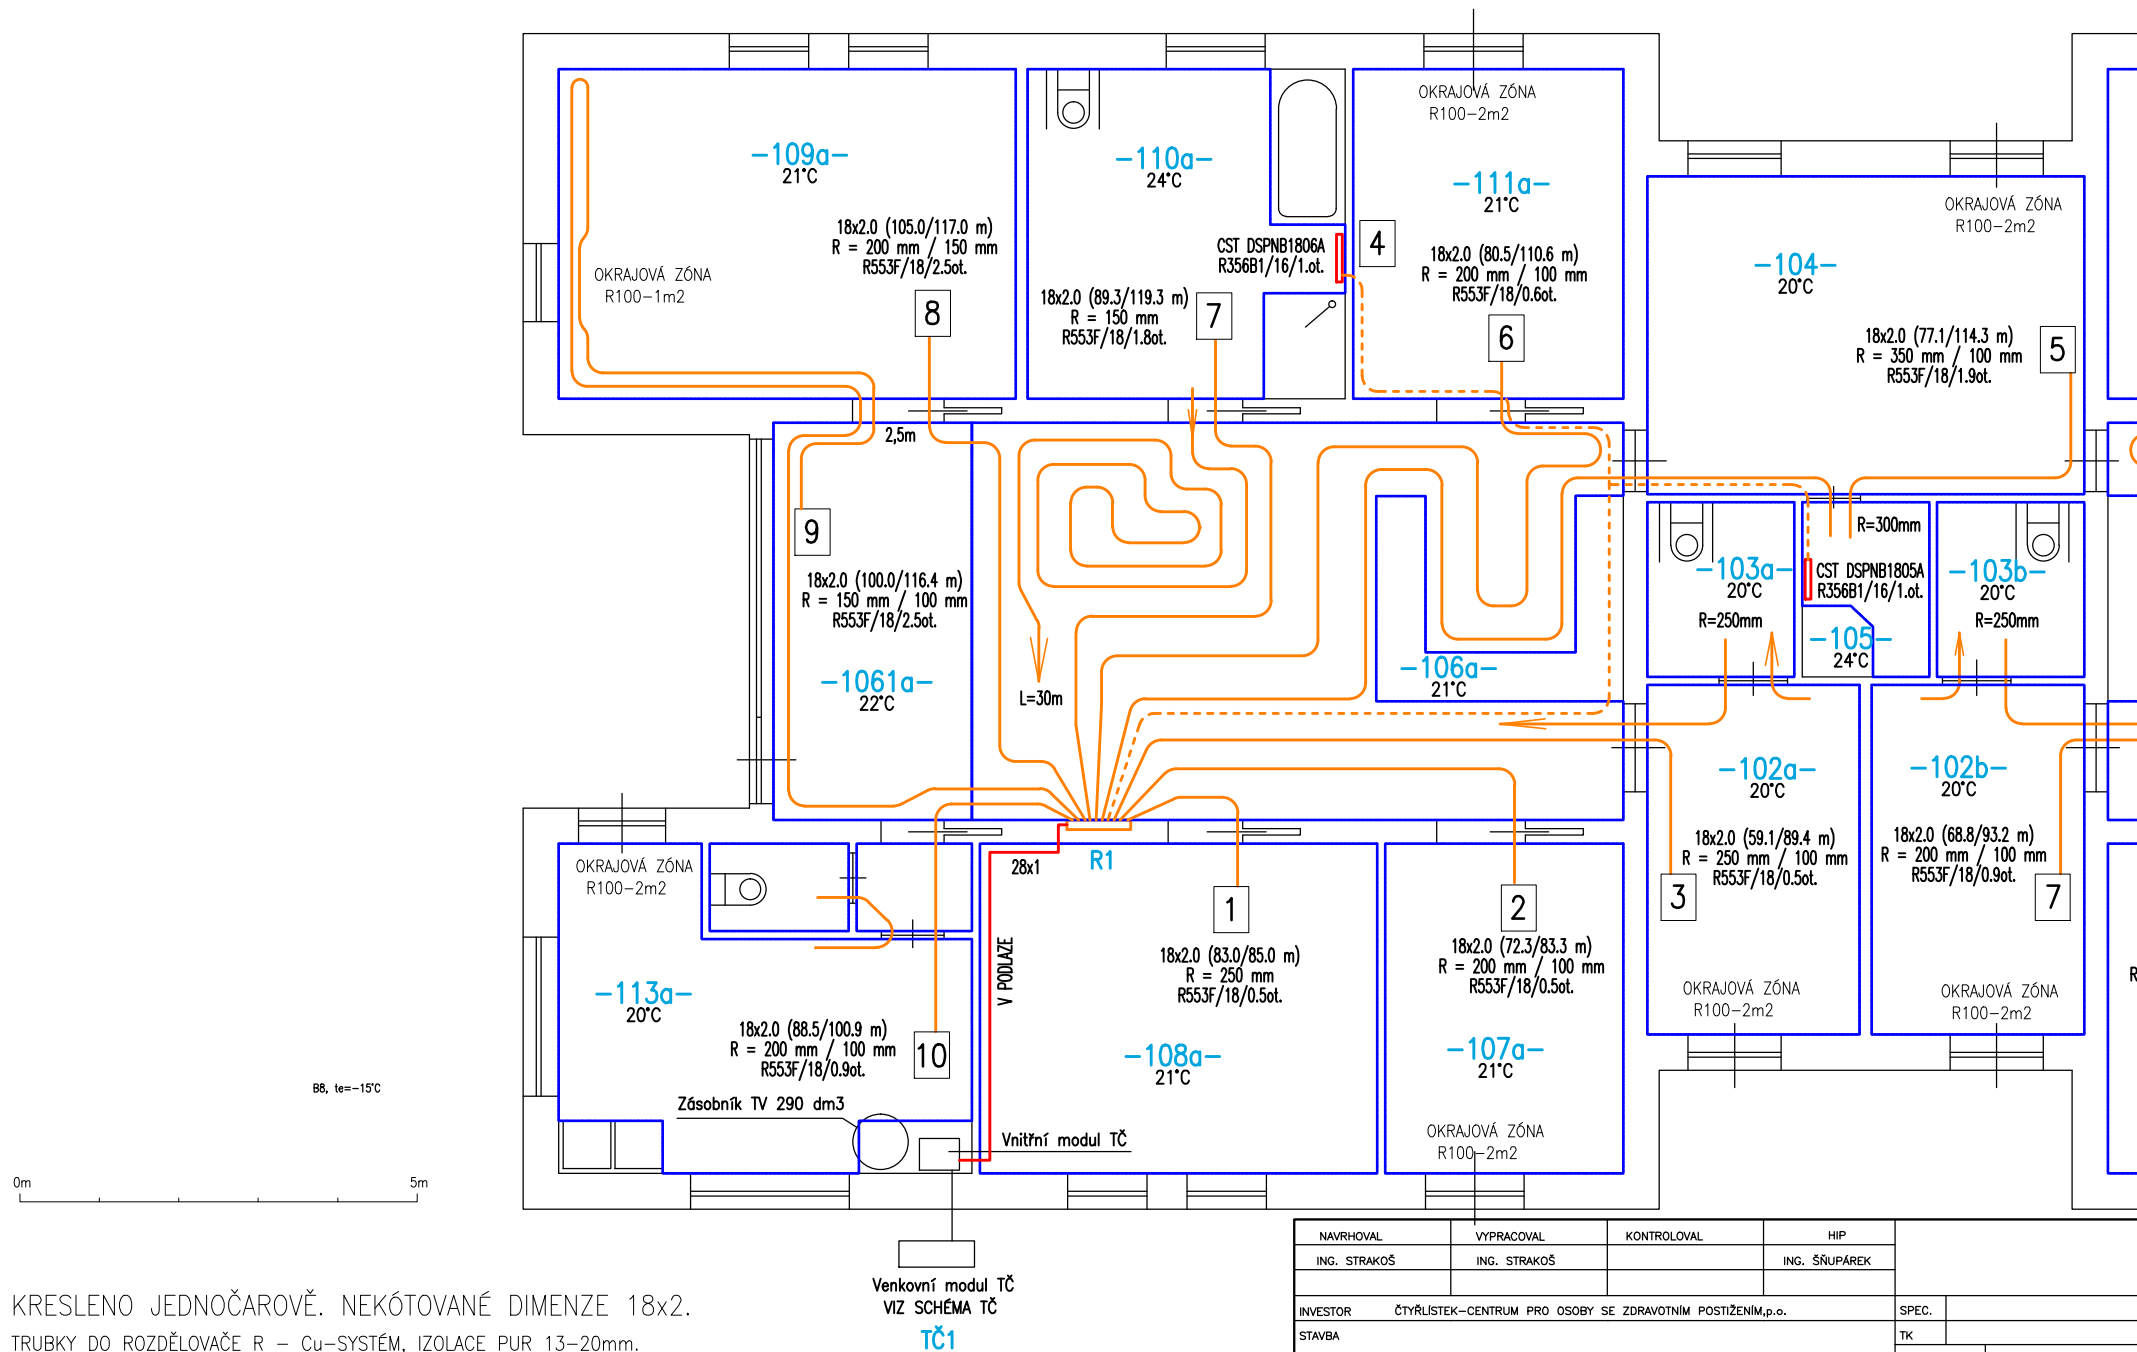 OKRAJOVÁ ZÓNA
R100-2m2
-109a-
21°C
-110a-
24°C
-111a-
21°C
OKRAJOVÁ ZÓNA
R100-2m2
18x2.0 (105.0/117.0 m)
R = 200 mm / 150 mm
R553F/18/2.5ot.
CST DSPNB1806A
R356B1/16/1.ot.
4
18x2.0 (80.5/110.6 m)
R = 200 mm / 100 mm
R553F/18/0.6ot.
-104-
20°C
OKRAJOVÁ ZÓNA
R100-1m2
8
18x2.0 (89.3/119.3 m)
R = 150 mm
R553F/18/1.8ot.
7
6
18x2.0 (77.1/114.3 m)
R = 350 mm / 100 mm
R553F/18/1.9ot.
5
2,5m
9
R=300mm
18x2.0 (100.0/116.4 m)
R = 150 mm / 100 mm
R553F/18/2.5ot.
-103a-
20°C
R=250mm
CST DSPNB1805A
R356B1/16/1.ot.
-103b-
20°C
R=250mm
-105-
24°C
-1061a-
22°C
L=30m
-106a-
21°C
-102a-
20°C
-102b-
20°C
18x2.0 (59.1/89.4 m)
R = 250 mm / 100 mm
R553F/18/0.5ot.
3
18x2.0 (68.8/93.2 m)
R = 200 mm / 100 mm
R553F/18/0.9ot.
7
OKRAJOVÁ ZÓNA
R100-2m2
28x1
R1
1
2
V PODLAZE
18x2.0 (83.0/85.0 m)
R = 250 mm
R553F/18/0.5ot.
18x2.0 (72.3/83.3 m)
R = 200 mm / 100 mm
R553F/18/0.5ot.
R
-113a-
20°C
OKRAJOVÁ ZÓNA
R100-2m2
OKRAJOVÁ ZÓNA
R100-2m2
18x2.0 (88.5/100.9 m)
R = 200 mm / 100 mm
R553F/18/0.9ot.
10
-108a-
21°C
-107a-
21°C
B8, te=-15°C
Zásobník TV 290 dm3
Vnitřní modul TČ
OKRAJOVÁ ZÓNA
R100-2m2
0m
5m
Venkovní modul TČ
VIZ SCHÉMA TČ
TČ1
KRESLENO JEDNOČAROVĚ. NEKÓTOVANÉ DIMENZE 18x2.
TRUBKY DO ROZDĚLOVAČE R - Cu-SYSTÉM, IZOLACE PUR 13-20mm.
NAVRHOVAL VYPRACOVAL KONTROLOVAL HIP
ING. STRAKOŠ ING. STRAKOŠ ING. ŠŇUPÁREK
INVESTOR ČTYŘLÍSTEK-CENTRUM PRO OSOBY SE ZDRAVOTNÍM POSTIŽENÍM,p.o. SPEC.
STAVBA TK